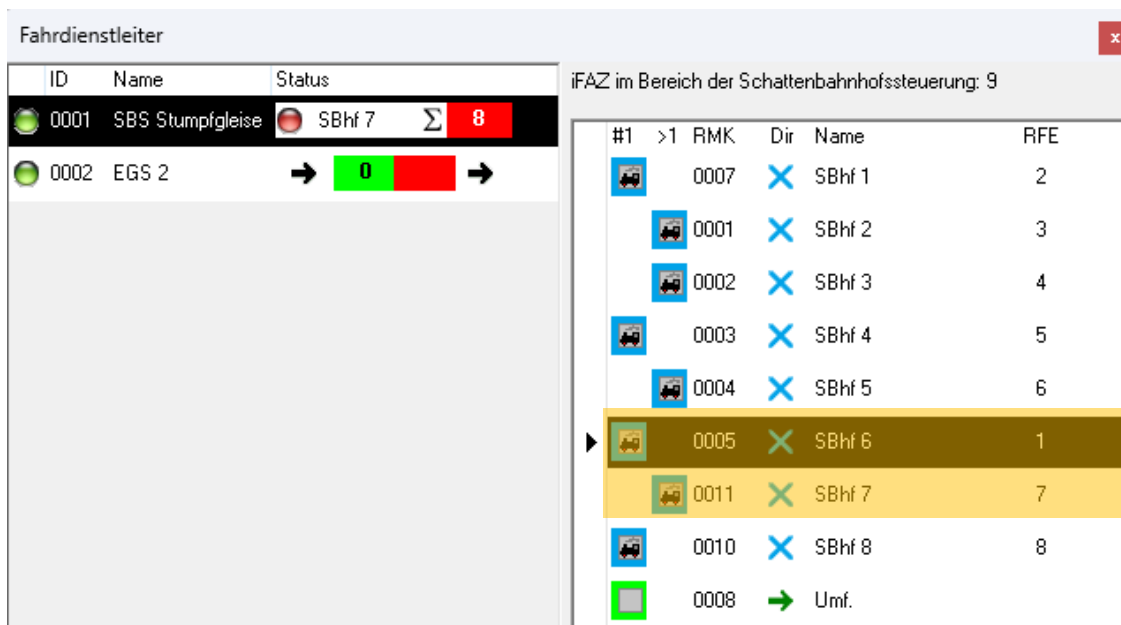 Fahrdienstleiter
x
ID Name Status
0001 SBS Stumpfgleise SBhf 7 Σ 8
0002 EGS 2 0
iFAZ im Bereich der Schattenbahnhofssteuerung: 9
#1 >1 RMK Dir Name RFE
0007 SBhf 1 2
0001 SBhf 2 3
0002 SBhf 3 4
0003 SBhf 4 5
0004 SBhf 5 6
0005 SBhf 6 1
0011 SBhf 7 7
0010 SBhf 8 8
0008 Umf.